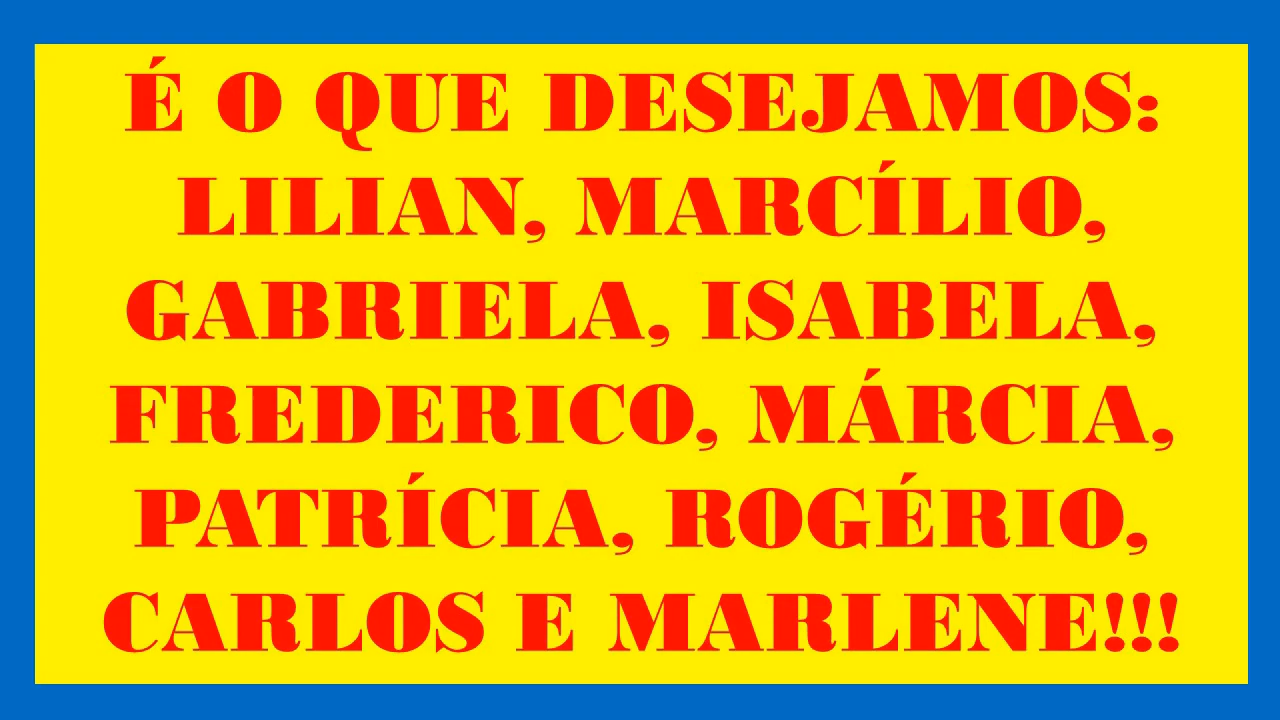 É O QUE DESEJAMOS:
LILIAN, MARCÍLIO,
GABRIELA, ISABELA,
FREDERICO, MÁRCIA,
PATRÍCIA, ROGÉRIO,
CARLOS E MARLENE!!!